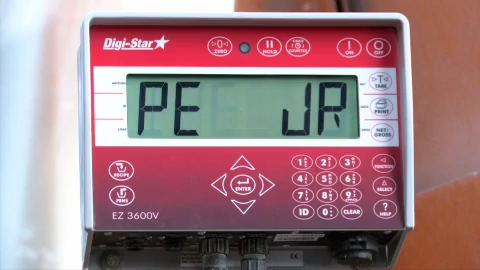 Digi-Star
ZERO
HOLD
COUNTER
ON
OFF
PE JR
TARE
PRINT
NET/
GROSS
RECIPE
PENS
ENTER
1 2 3
4 5 6
7 8 9
ID 0 CLEAR
FUNCTION
SELECT
?
HELP
EZ 3600V